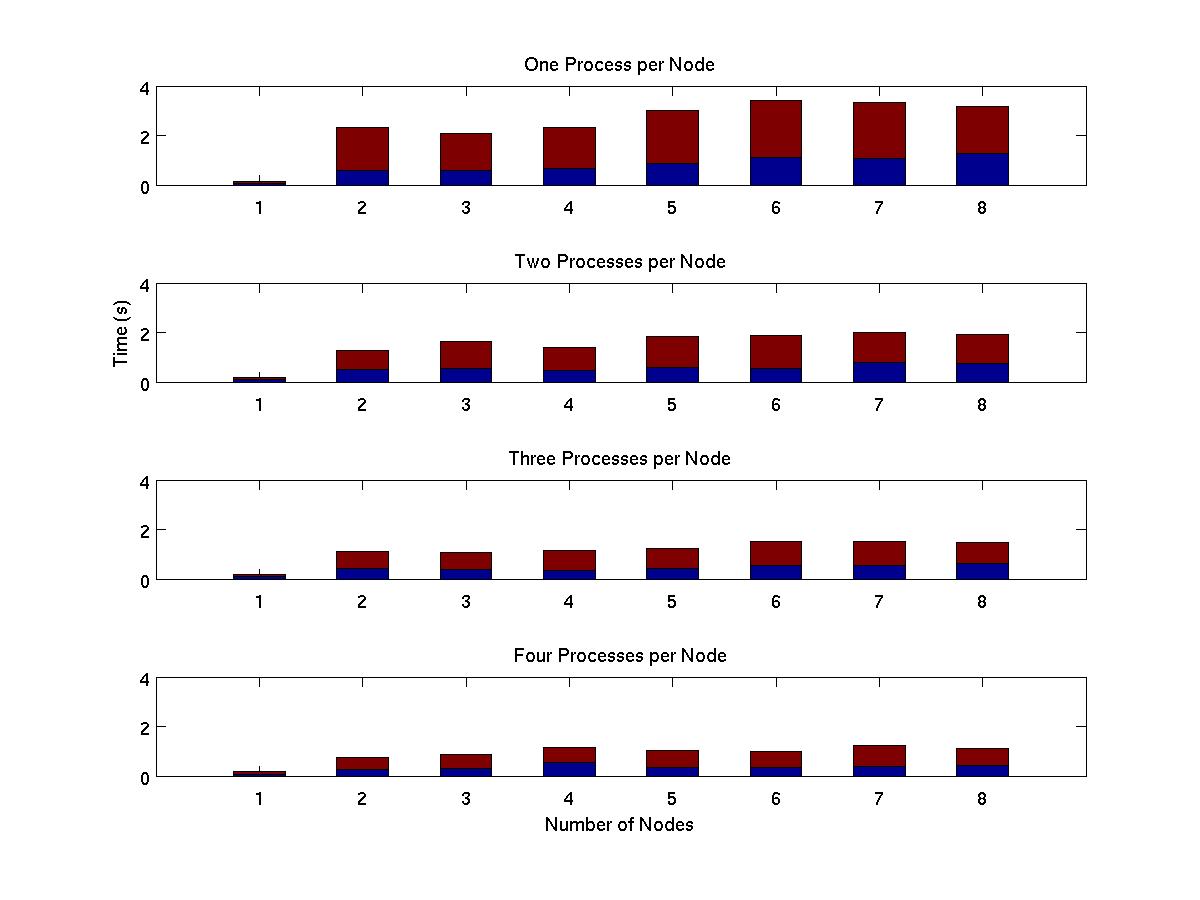 One Process per Node
4
2
0
1 2 3 4 5 6 7 8
Two Processes per Node
4
2
0
Time (s)
1 2 3 4 5 6 7 8
Three Processes per Node
4
2
0
1 2 3 4 5 6 7 8
Four Processes per Node
4
2
0
1 2 3 4 5 6 7 8
Number of Nodes